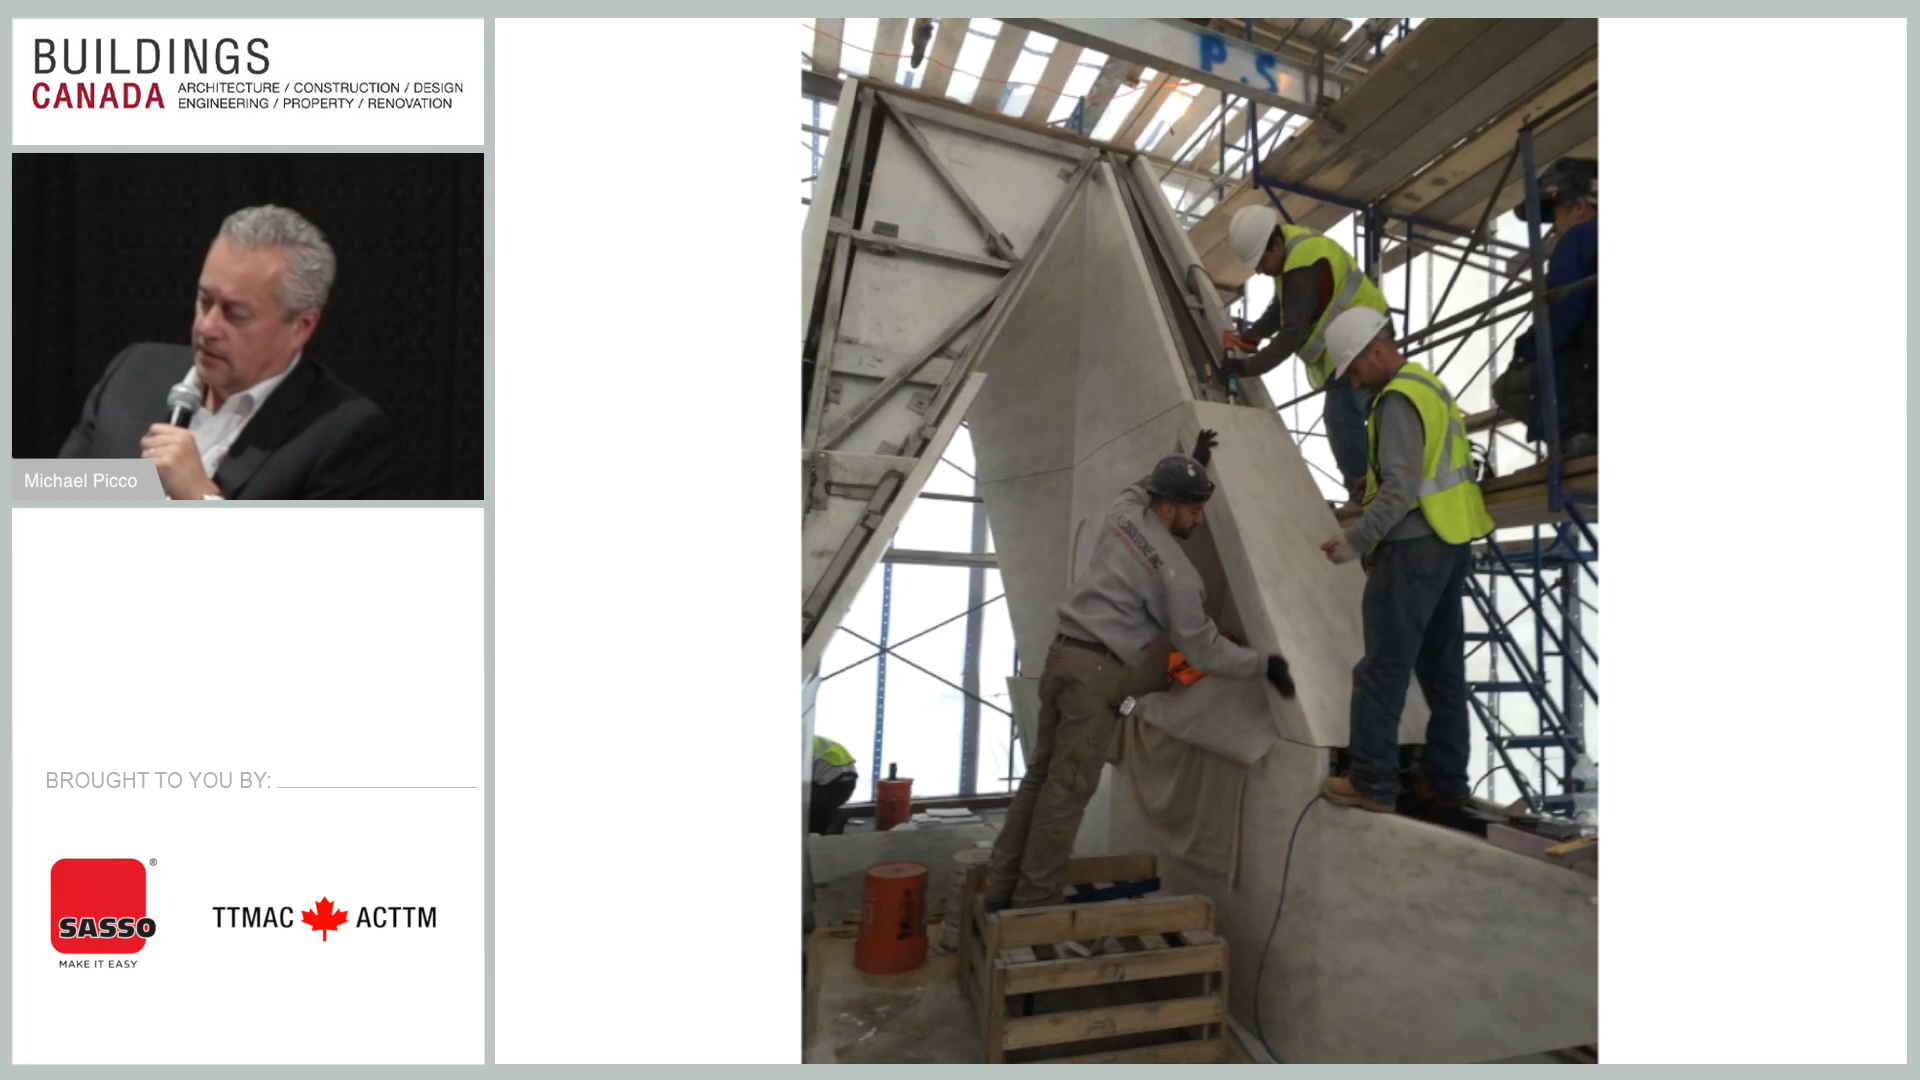 BUILDINGS
CANADA
ARCHITECTURE / CONSTRUCTION / DESIGN
ENGINEERING / PROPERTY / RENOVATION
P.S
Michael Picco
BROUGHT TO YOU BY:
SASSO
®
MAKE IT EASY
TTMAC ACTTM